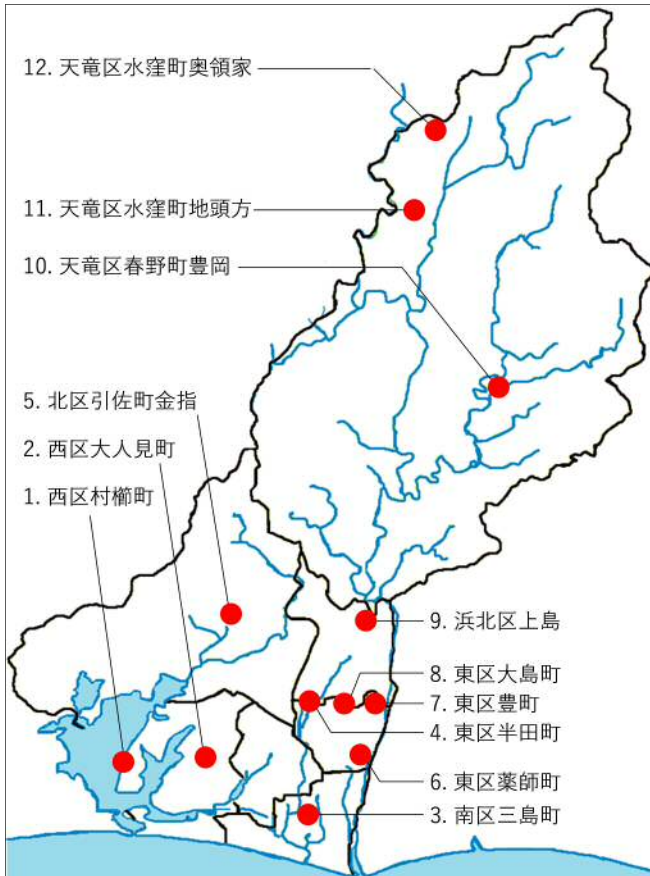 12. 天竜区水窪町奥領家
11. 天竜区水窪町地頭方
10. 天竜区春野町豊岡
5. 北区引佐町金指
2. 西区大人見町
1. 西区村櫛町
9. 浜北区上島
8. 東区大島町
7. 東区豊町
4. 東区半田町
6. 東区薬師町
3. 南区三島町